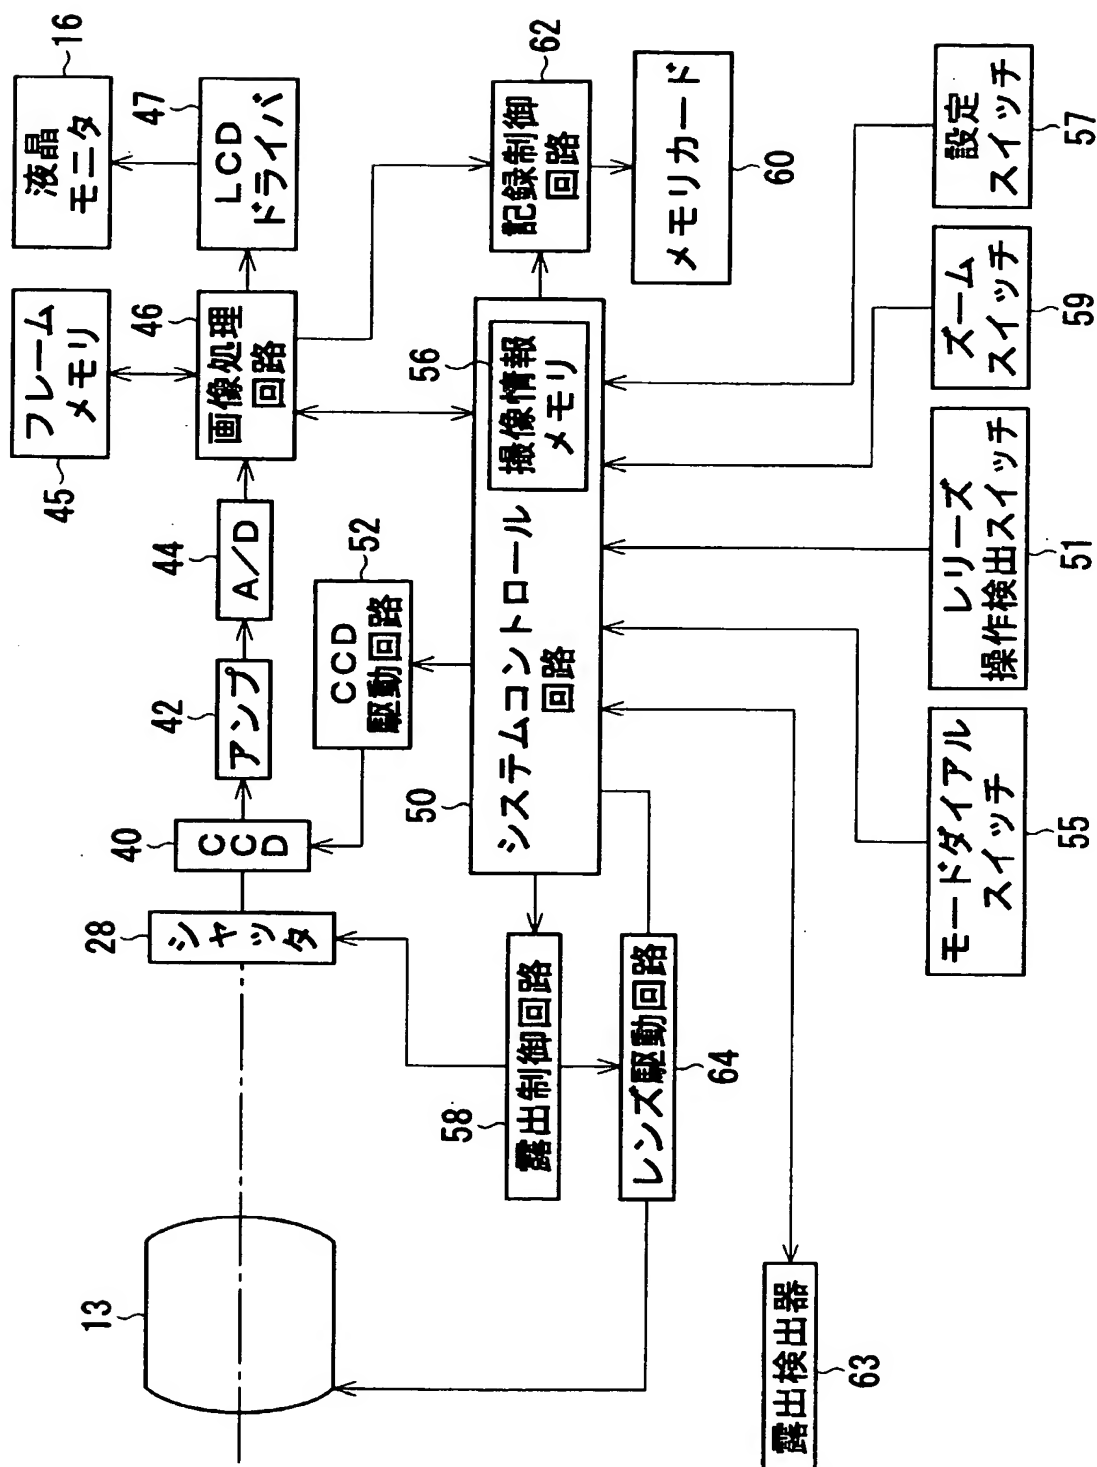 13
28
シャッタ
40
CCD
42
アンプ
44
A/D
45
フレーム
メモリ
46
画像処理
回路
液晶
モニタ
16
47
LCD
ドライバ
52
CCD
駆動回路
50
システムコントロール
回路
56
撮像情報
メモリ
62
記録制御
回路
メモリカード
60
58
露出制御回路
レンズ駆動回路
64
露出検出器
63
モードダイアル
スイッチ
55
レリーズ
操作検出スイッチ
51
ズーム
スイッチ
59
設定
スイッチ
57